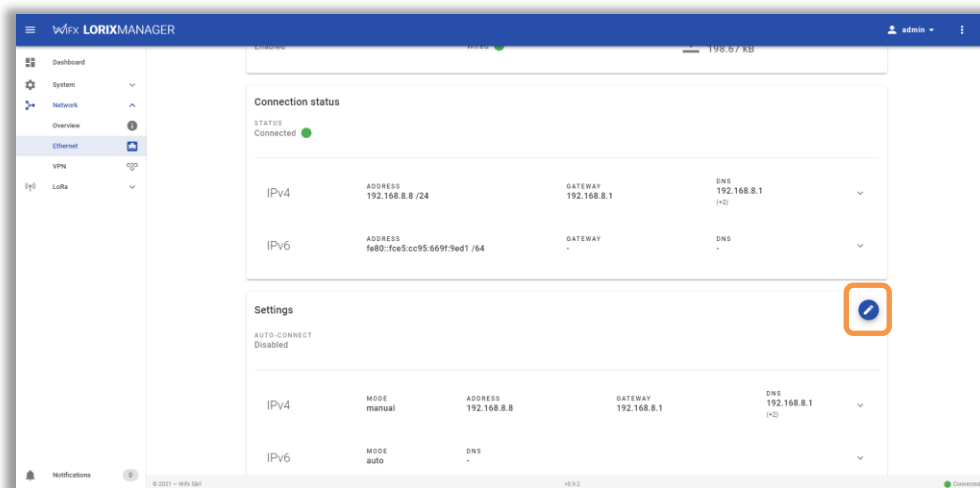 WIFX LORIXMANAGER
admin
Dashboard
System
Network
Overview
Ethernet
VPN
LoRa
Notifications 0
Enabled Wired 198.67 kB
Connection status
STATUS
Connected
IPv4
ADDRESS
192.168.8.8 /24
GATEWAY
192.168.8.1
DNS
192.168.8.1
(+2)
IPv6
ADDRESS
fe80::fce5:cc95:669f:9ed1 /64
GATEWAY
-
DNS
-
Settings
AUTO-CONNECT
Disabled
IPv4
MODE
manual
ADDRESS
192.168.8.8
GATEWAY
192.168.8.1
DNS
192.168.8.1
(+2)
IPv6
MODE
auto
DNS
-
© 2021 — Wifx Sàrl v0.9.2 Connected